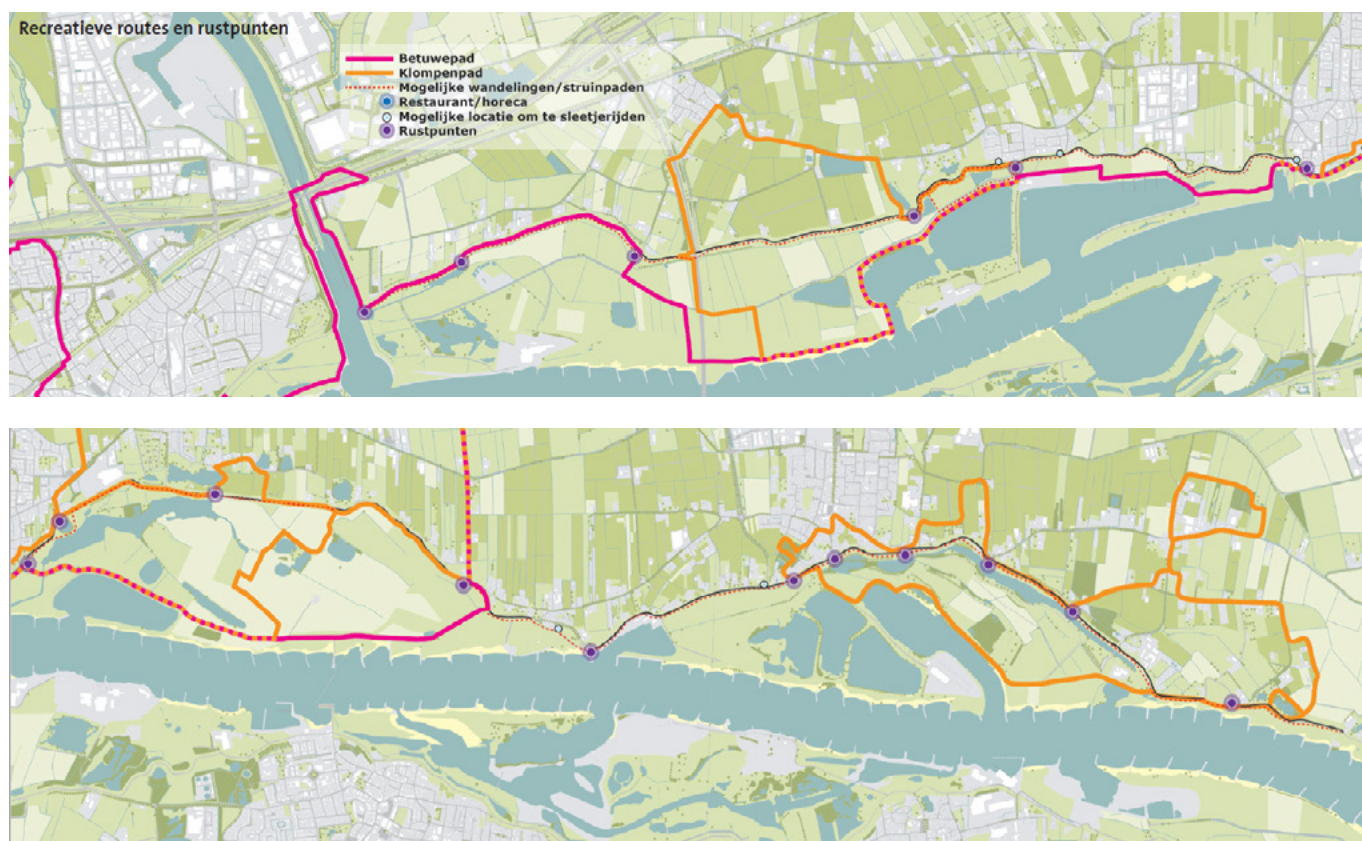 Recreatieve routes en rustpunten
Betuwepad
Klompenpad
Mogelijke wandelingen/struinpaden
Restaurant/horeca
Mogelijke locatie om te sleetjerijden
Rustpunten